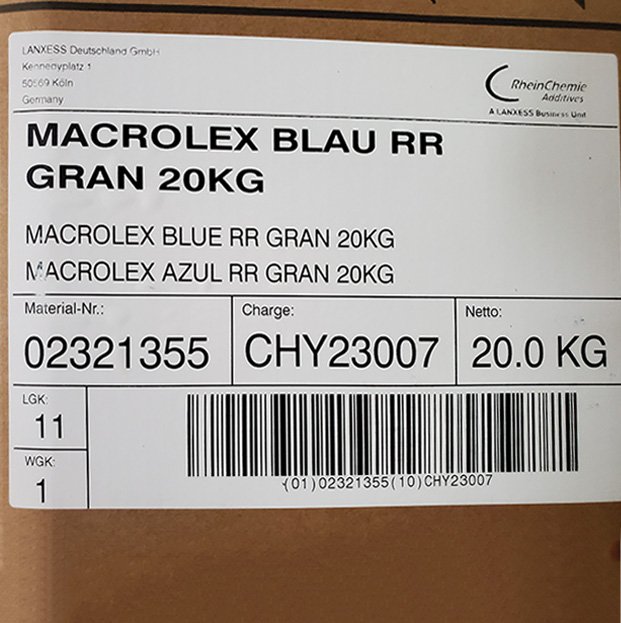 LANXESS Deutschland GmbH
Kennedyplatz 1
50569 Köln
Germany
RheinChemie
Additives
A LANXESS Business Unit
MACROLEX BLAU RR
GRAN 20KG
MACROLEX BLUE RR GRAN 20KG
MACROLEX AZUL RR GRAN 20KG
Material-Nr.:
02321355
Charge:
CHY23007
Netto:
20.0 KG
LGK:
11
WGK:
1
(01)02321355(10)CHY23007